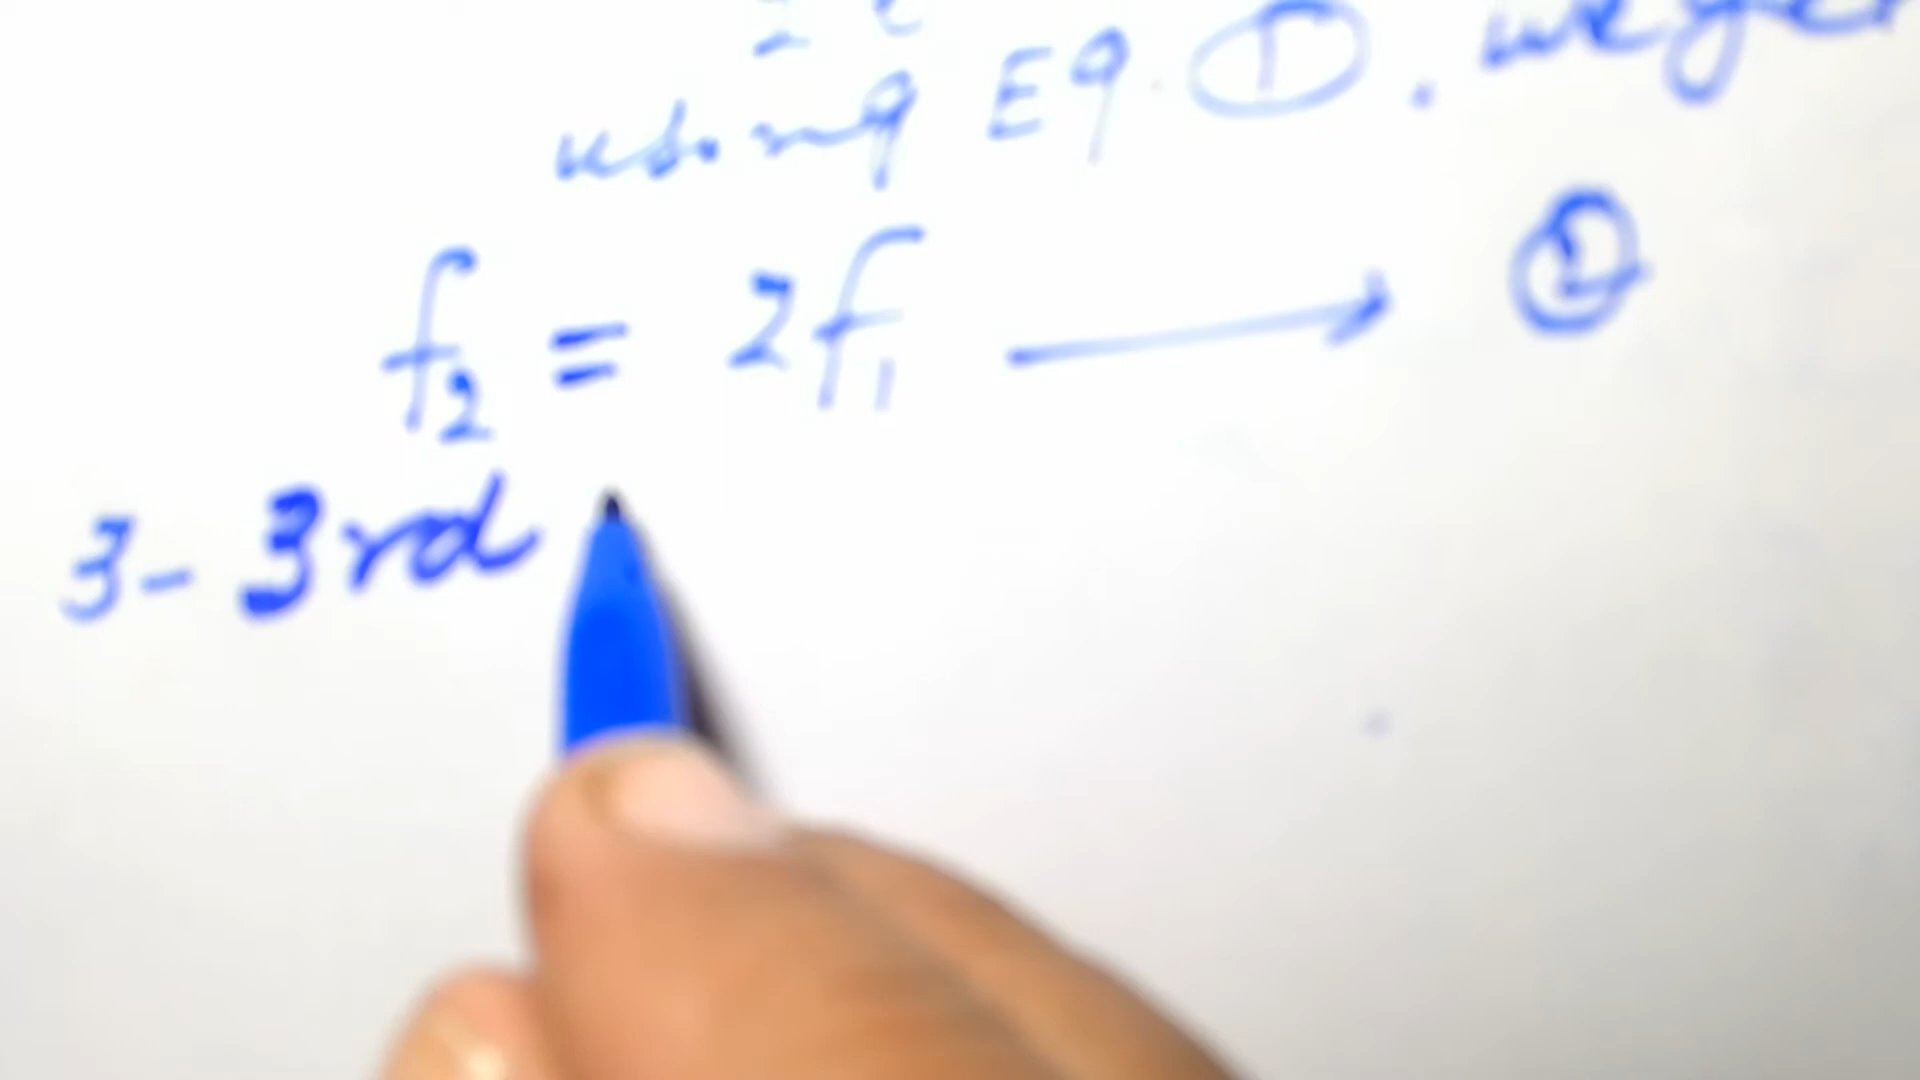 using Eq. ① . we get
f₂ = 2f₁ ⟶ ②
3- 3rd